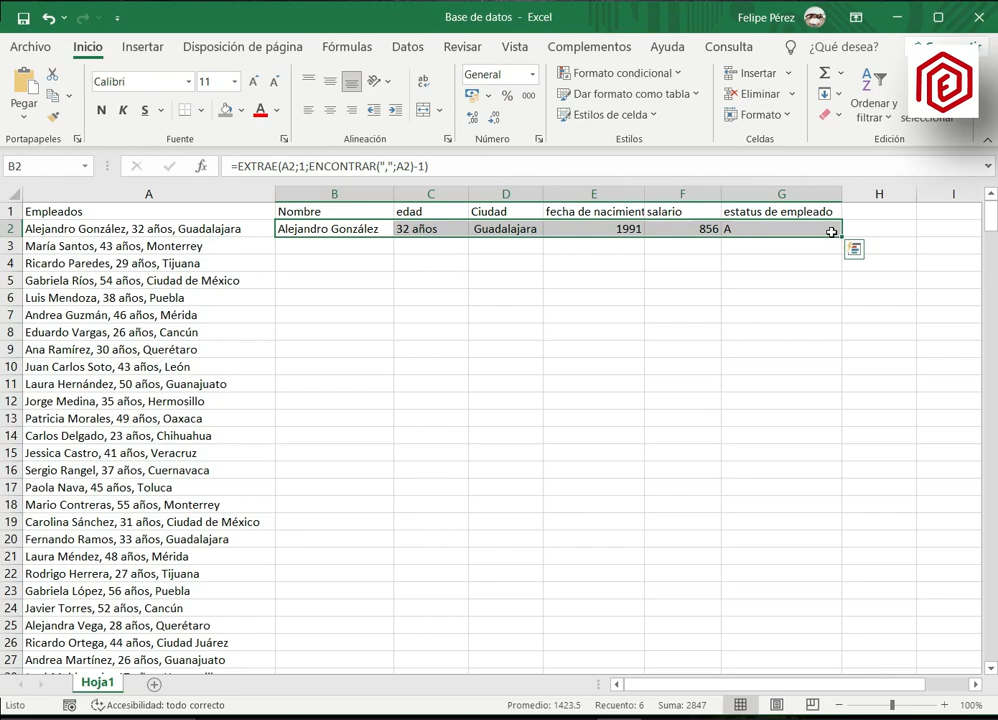 Base de datos - Excel
Felipe Pérez
Archivo Inicio Insertar Disposición de página Fórmulas Datos Revisar Vista Complementos Ayuda Consulta ¿Qué desea?
Pegar
Calibri 11
General
Formato condicional
Insertar
Dar formato como tabla
Eliminar
Ordenar y
N K S
% 000
Estilos de celda
Formato
filtrar
seleccionar
Portapapeles Fuente Alineación Número Estilos Celdas Edición
B2 fx =EXTRAE(A2;1;ENCONTRAR(",";A2)-1)
A B C D E F G H I
1 Empleados Nombre edad Ciudad fecha de nacimient salario estatus de empleado
2 Alejandro González, 32 años, Guadalajara Alejandro González 32 años Guadalajara 1991 856 A
3 María Santos, 43 años, Monterrey
4 Ricardo Paredes, 29 años, Tijuana
5 Gabriela Ríos, 54 años, Ciudad de México
6 Luis Mendoza, 38 años, Puebla
7 Andrea Guzmán, 46 años, Mérida
8 Eduardo Vargas, 26 años, Cancún
9 Ana Ramírez, 30 años, Querétaro
10 Juan Carlos Soto, 43 años, León
11 Laura Hernández, 50 años, Guanajuato
12 Jorge Medina, 35 años, Hermosillo
13 Patricia Morales, 49 años, Oaxaca
14 Carlos Delgado, 23 años, Chihuahua
15 Jessica Castro, 41 años, Veracruz
16 Sergio Rangel, 37 años, Cuernavaca
17 Paola Nava, 45 años, Toluca
18 Mario Contreras, 55 años, Monterrey
19 Carolina Sánchez, 31 años, Ciudad de México
20 Fernando Ramos, 33 años, Guadalajara
21 Laura Méndez, 48 años, Mérida
22 Rodrigo Herrera, 27 años, Tijuana
23 Gabriela López, 56 años, Puebla
24 Javier Torres, 52 años, Cancún
25 Alejandra Vega, 28 años, Querétaro
26 Ricardo Ortega, 44 años, Ciudad Juárez
27 Andrea Martínez, 26 años, Guanajuato
Hoja1
Listo Accesibilidad: todo correcto Promedio: 1423.5 Recuento: 6 Suma: 2847 100%